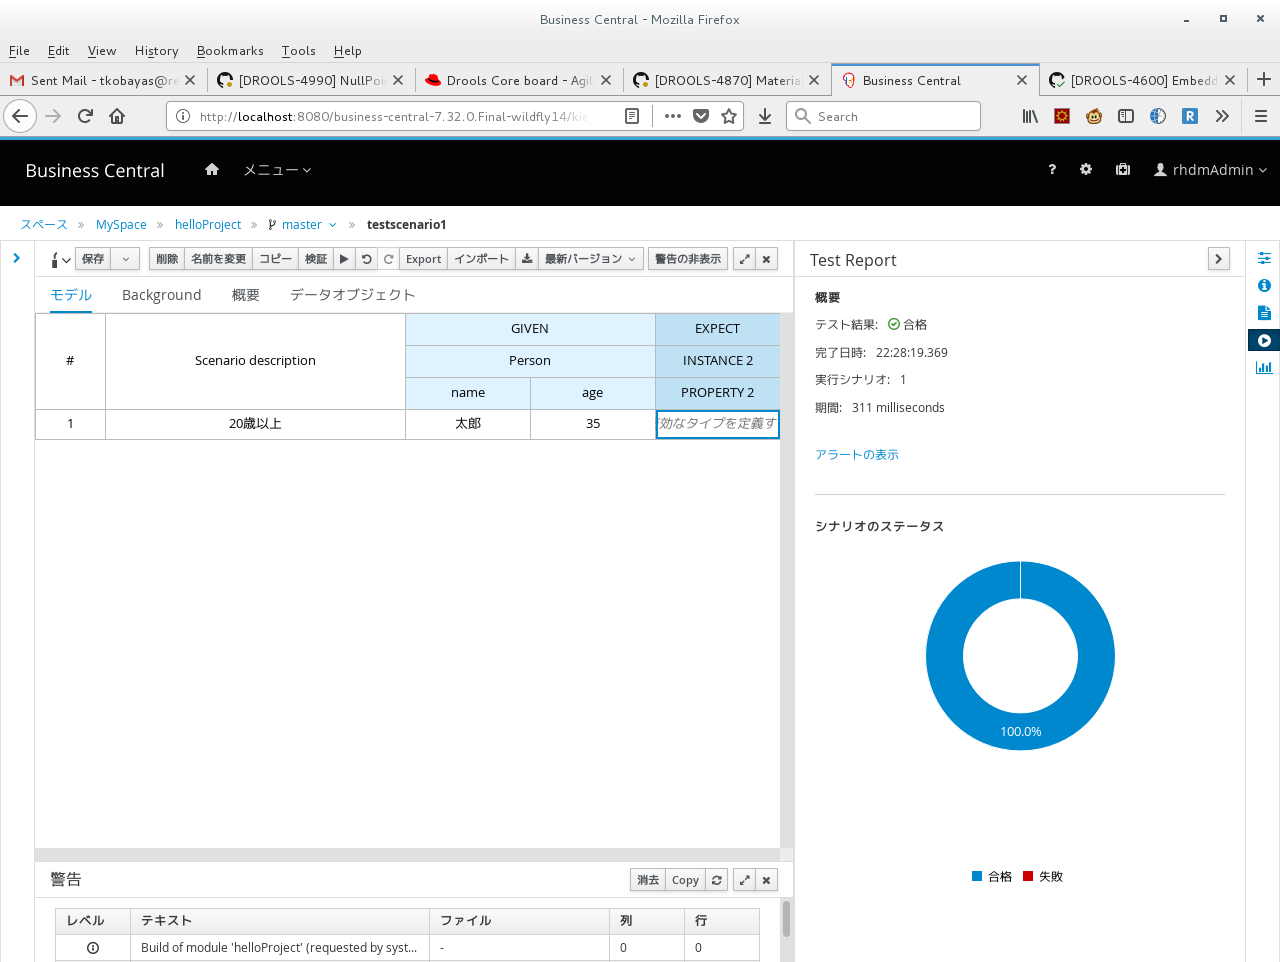 Business Central - Mozilla Firefox
File Edit View History Bookmarks Tools Help
Sent Mail - tkobayas@re
[DROOLS-4990] NullPoi
Drools Core board - Agil
[DROOLS-4870] Materia
Business Central
[DROOLS-4600] Embedd
http://localhost:8080/business-central-7.32.0.Final-wildfly14/kie
Search
Business Central
メニュー
?
rhdmAdmin
スペース » MySpace » helloProject » master » testscenario1
保存 削除 名前を変更 コピー 検証 Export インポート 最新バージョン 警告の非表示
モデル Background 概要 データオブジェクト
# Scenario description GIVEN EXPECT
Person INSTANCE 2
name age PROPERTY 2
1 20歳以上 太郎 35 効なタイプを定義す
Test Report
概要
テスト結果: 合格
完了日時: 22:28:19.369
実行シナリオ: 1
期間: 311 milliseconds
アラートの表示
シナリオのステータス
100.0%
合格 失敗
警告
消去 Copy
レベル テキスト ファイル 列 行
Build of module 'helloProject' (requested by syst... - 0 0